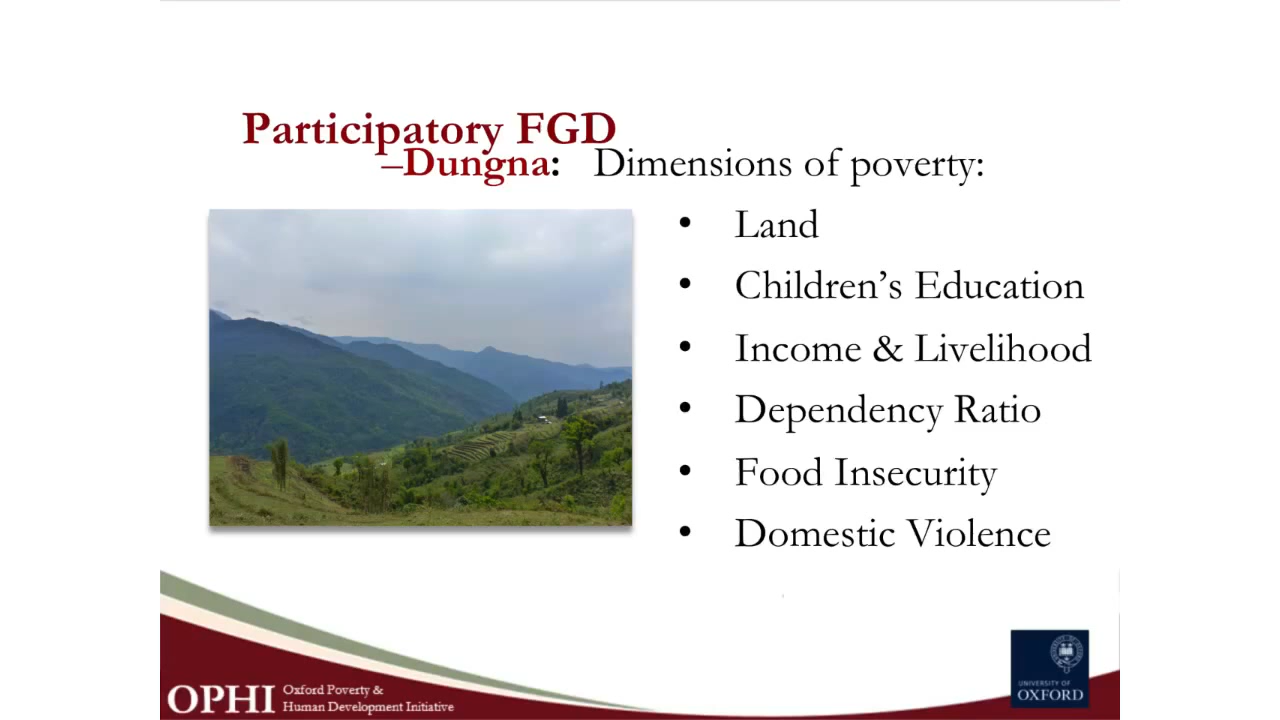 Participatory FGD
–Dungna: Dimensions of poverty:
• Land
• Children’s Education
• Income & Livelihood
• Dependency Ratio
• Food Insecurity
• Domestic Violence
OPHI
Oxford Poverty &
Human Development Initiative
UNIVERSITY OF
OXFORD